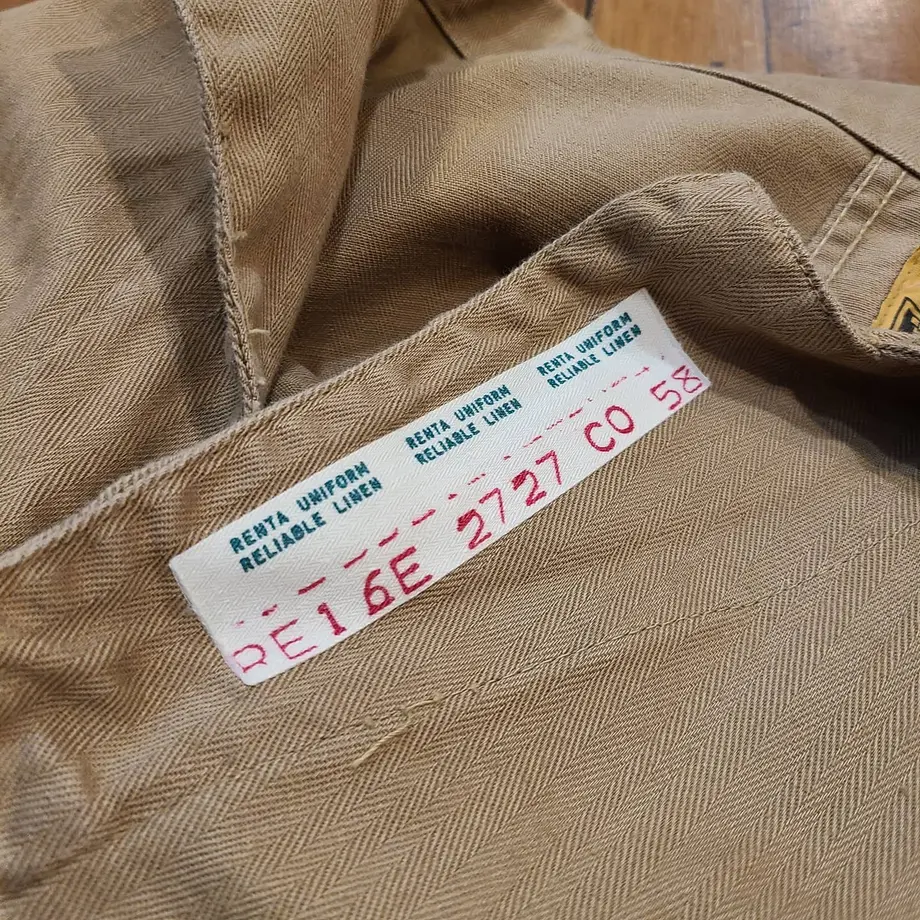 RENTA UNIFORM RENTA UNIFORM RENTA UNIFORM
RELIABLE LINEN RELIABLE LINEN RELIABLE LINEN
RE16E 2727 CO 58